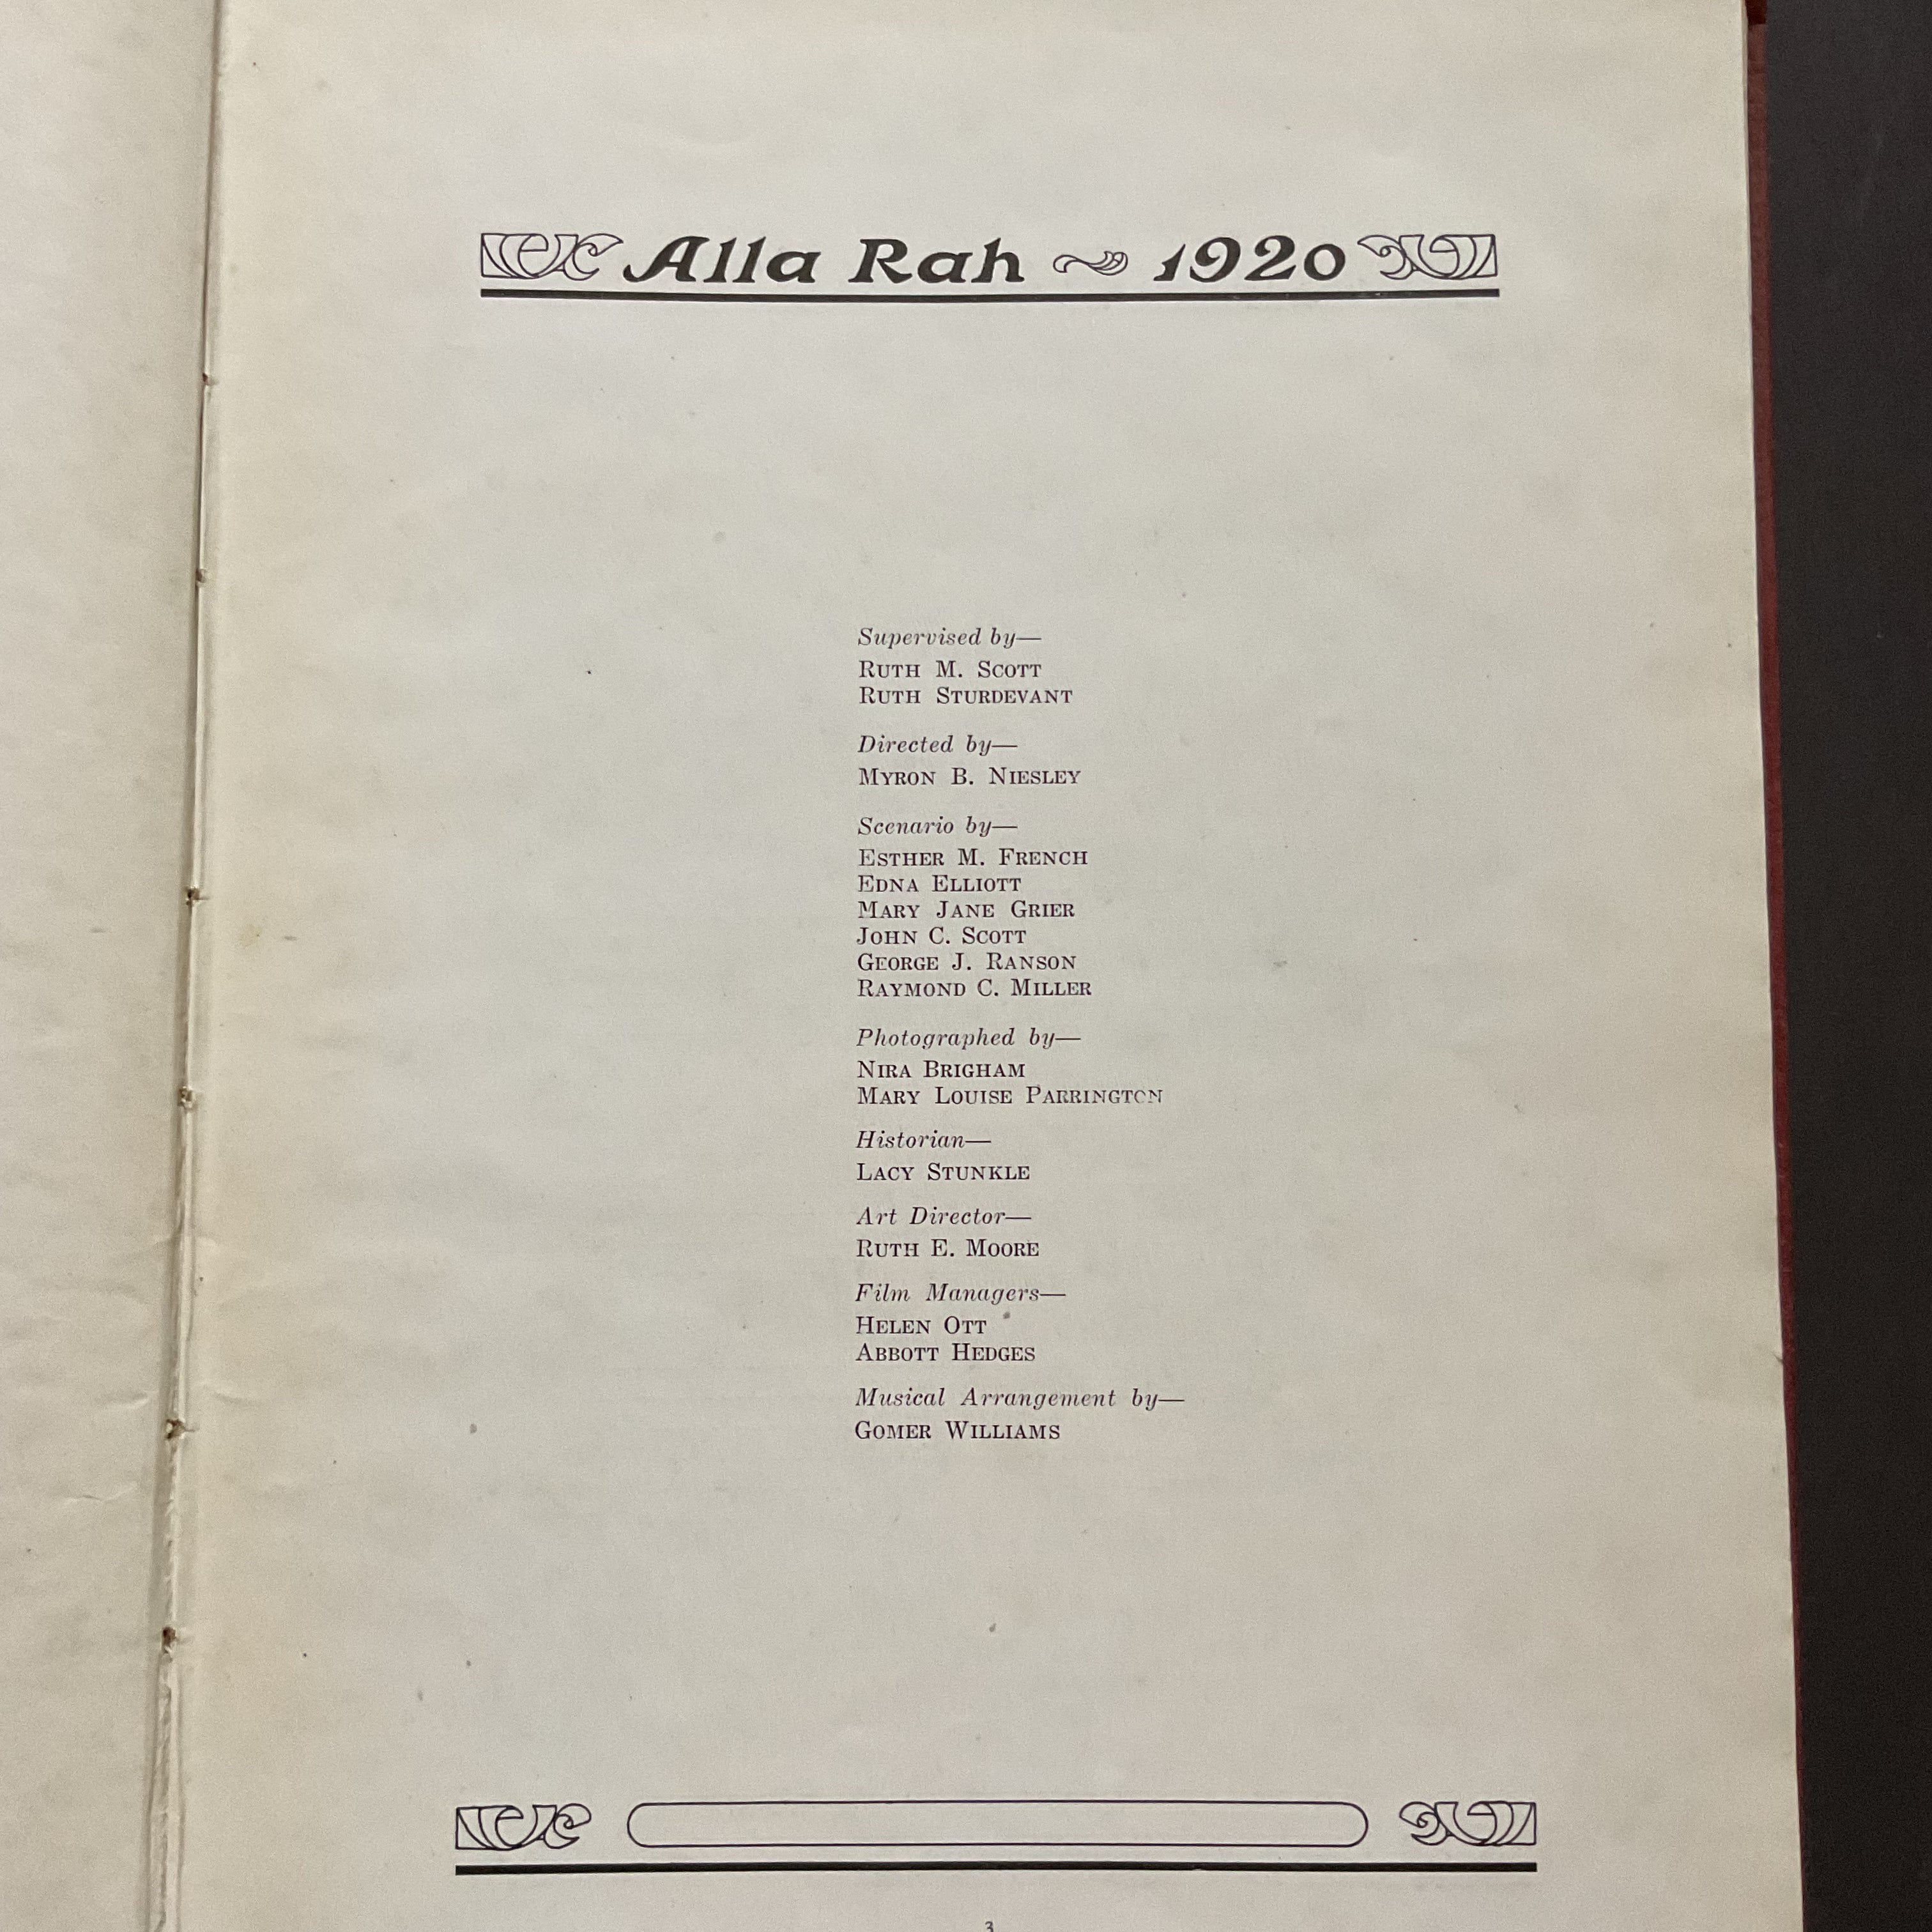 Alla Rah ~ 1920
Supervised by—
RUTH M. SCOTT
RUTH STURDEVANT
Directed by—
MYRON B. NIESLEY
Scenario by—
ESTHER M. FRENCH
EDNA ELLIOTT
MARY JANE GRIER
JOHN C. SCOTT
GEORGE J. RANSON
RAYMOND C. MILLER
Photographed by—
NIRA BRIGHAM
MARY LOUISE PARRINGTON
Historian—
LACY STUNKLE
Art Director—
RUTH E. MOORE
Film Managers—
HELEN OTT
ABBOTT HEDGES
Musical Arrangement by—
GOMER WILLIAMS
3